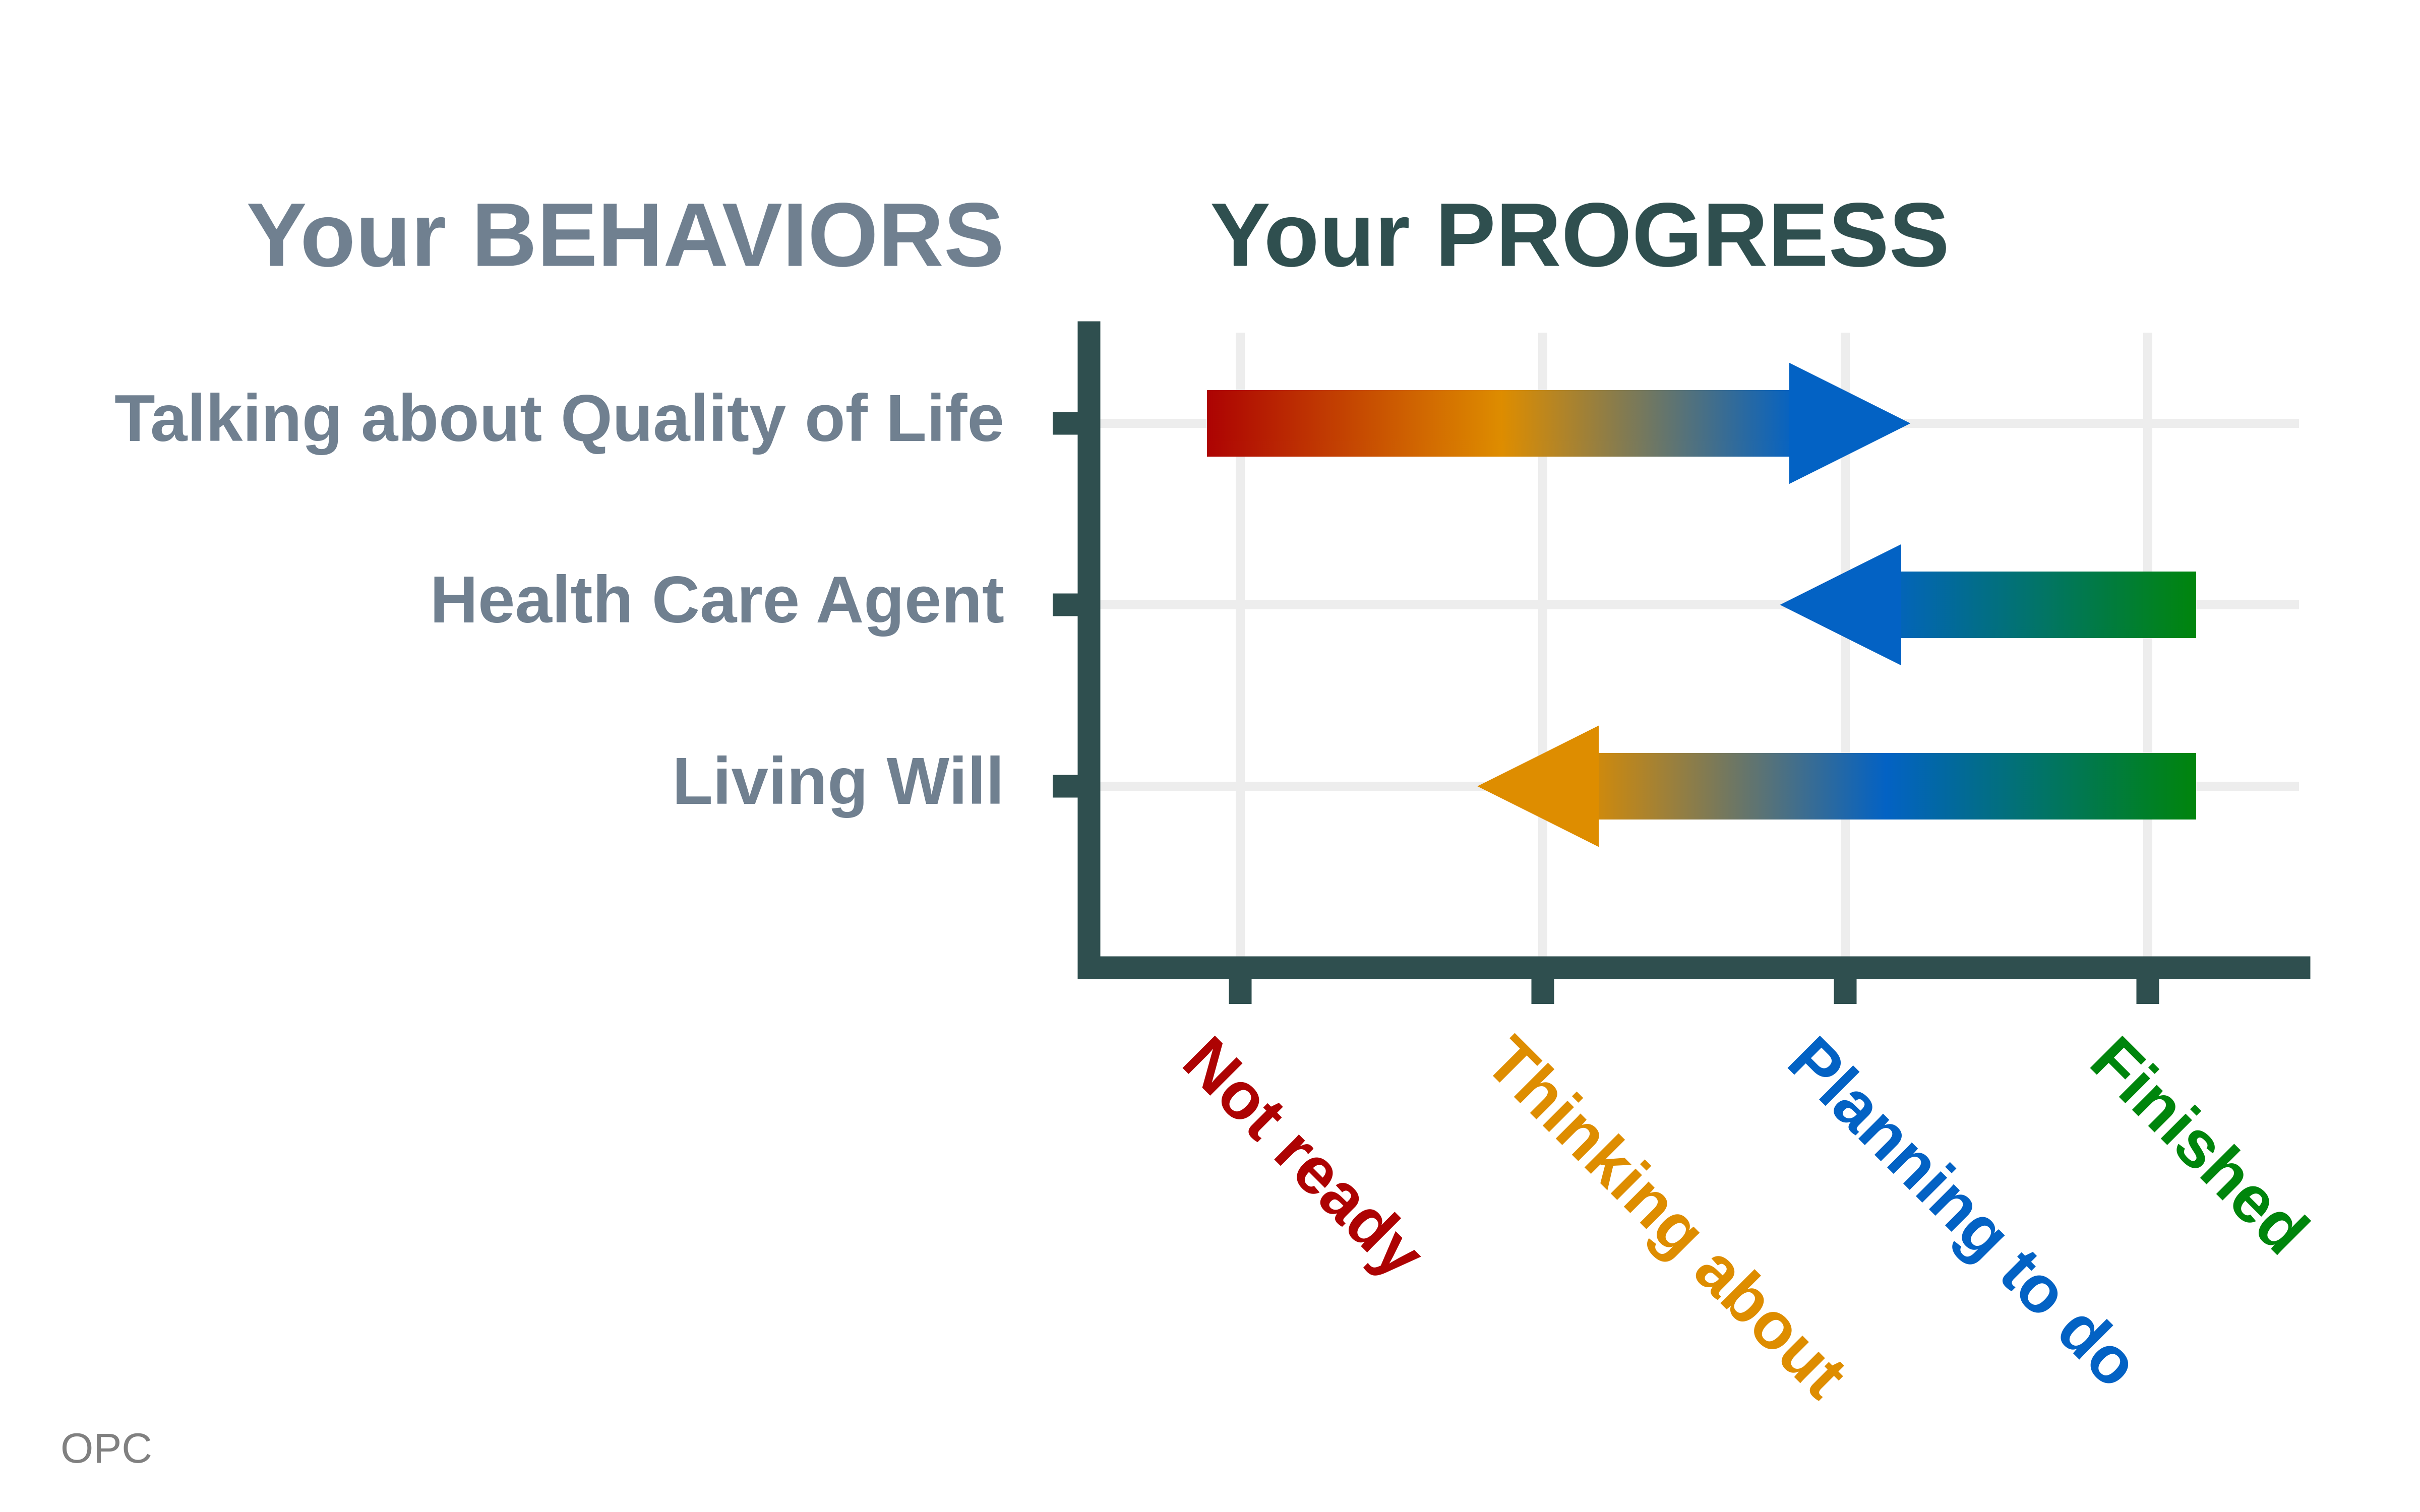 Your BEHAVIORS
Your PROGRESS
Talking about Quality of Life
Health Care Agent
Living Will
Not ready
Thinking about
Planning to do
Finished
OPC